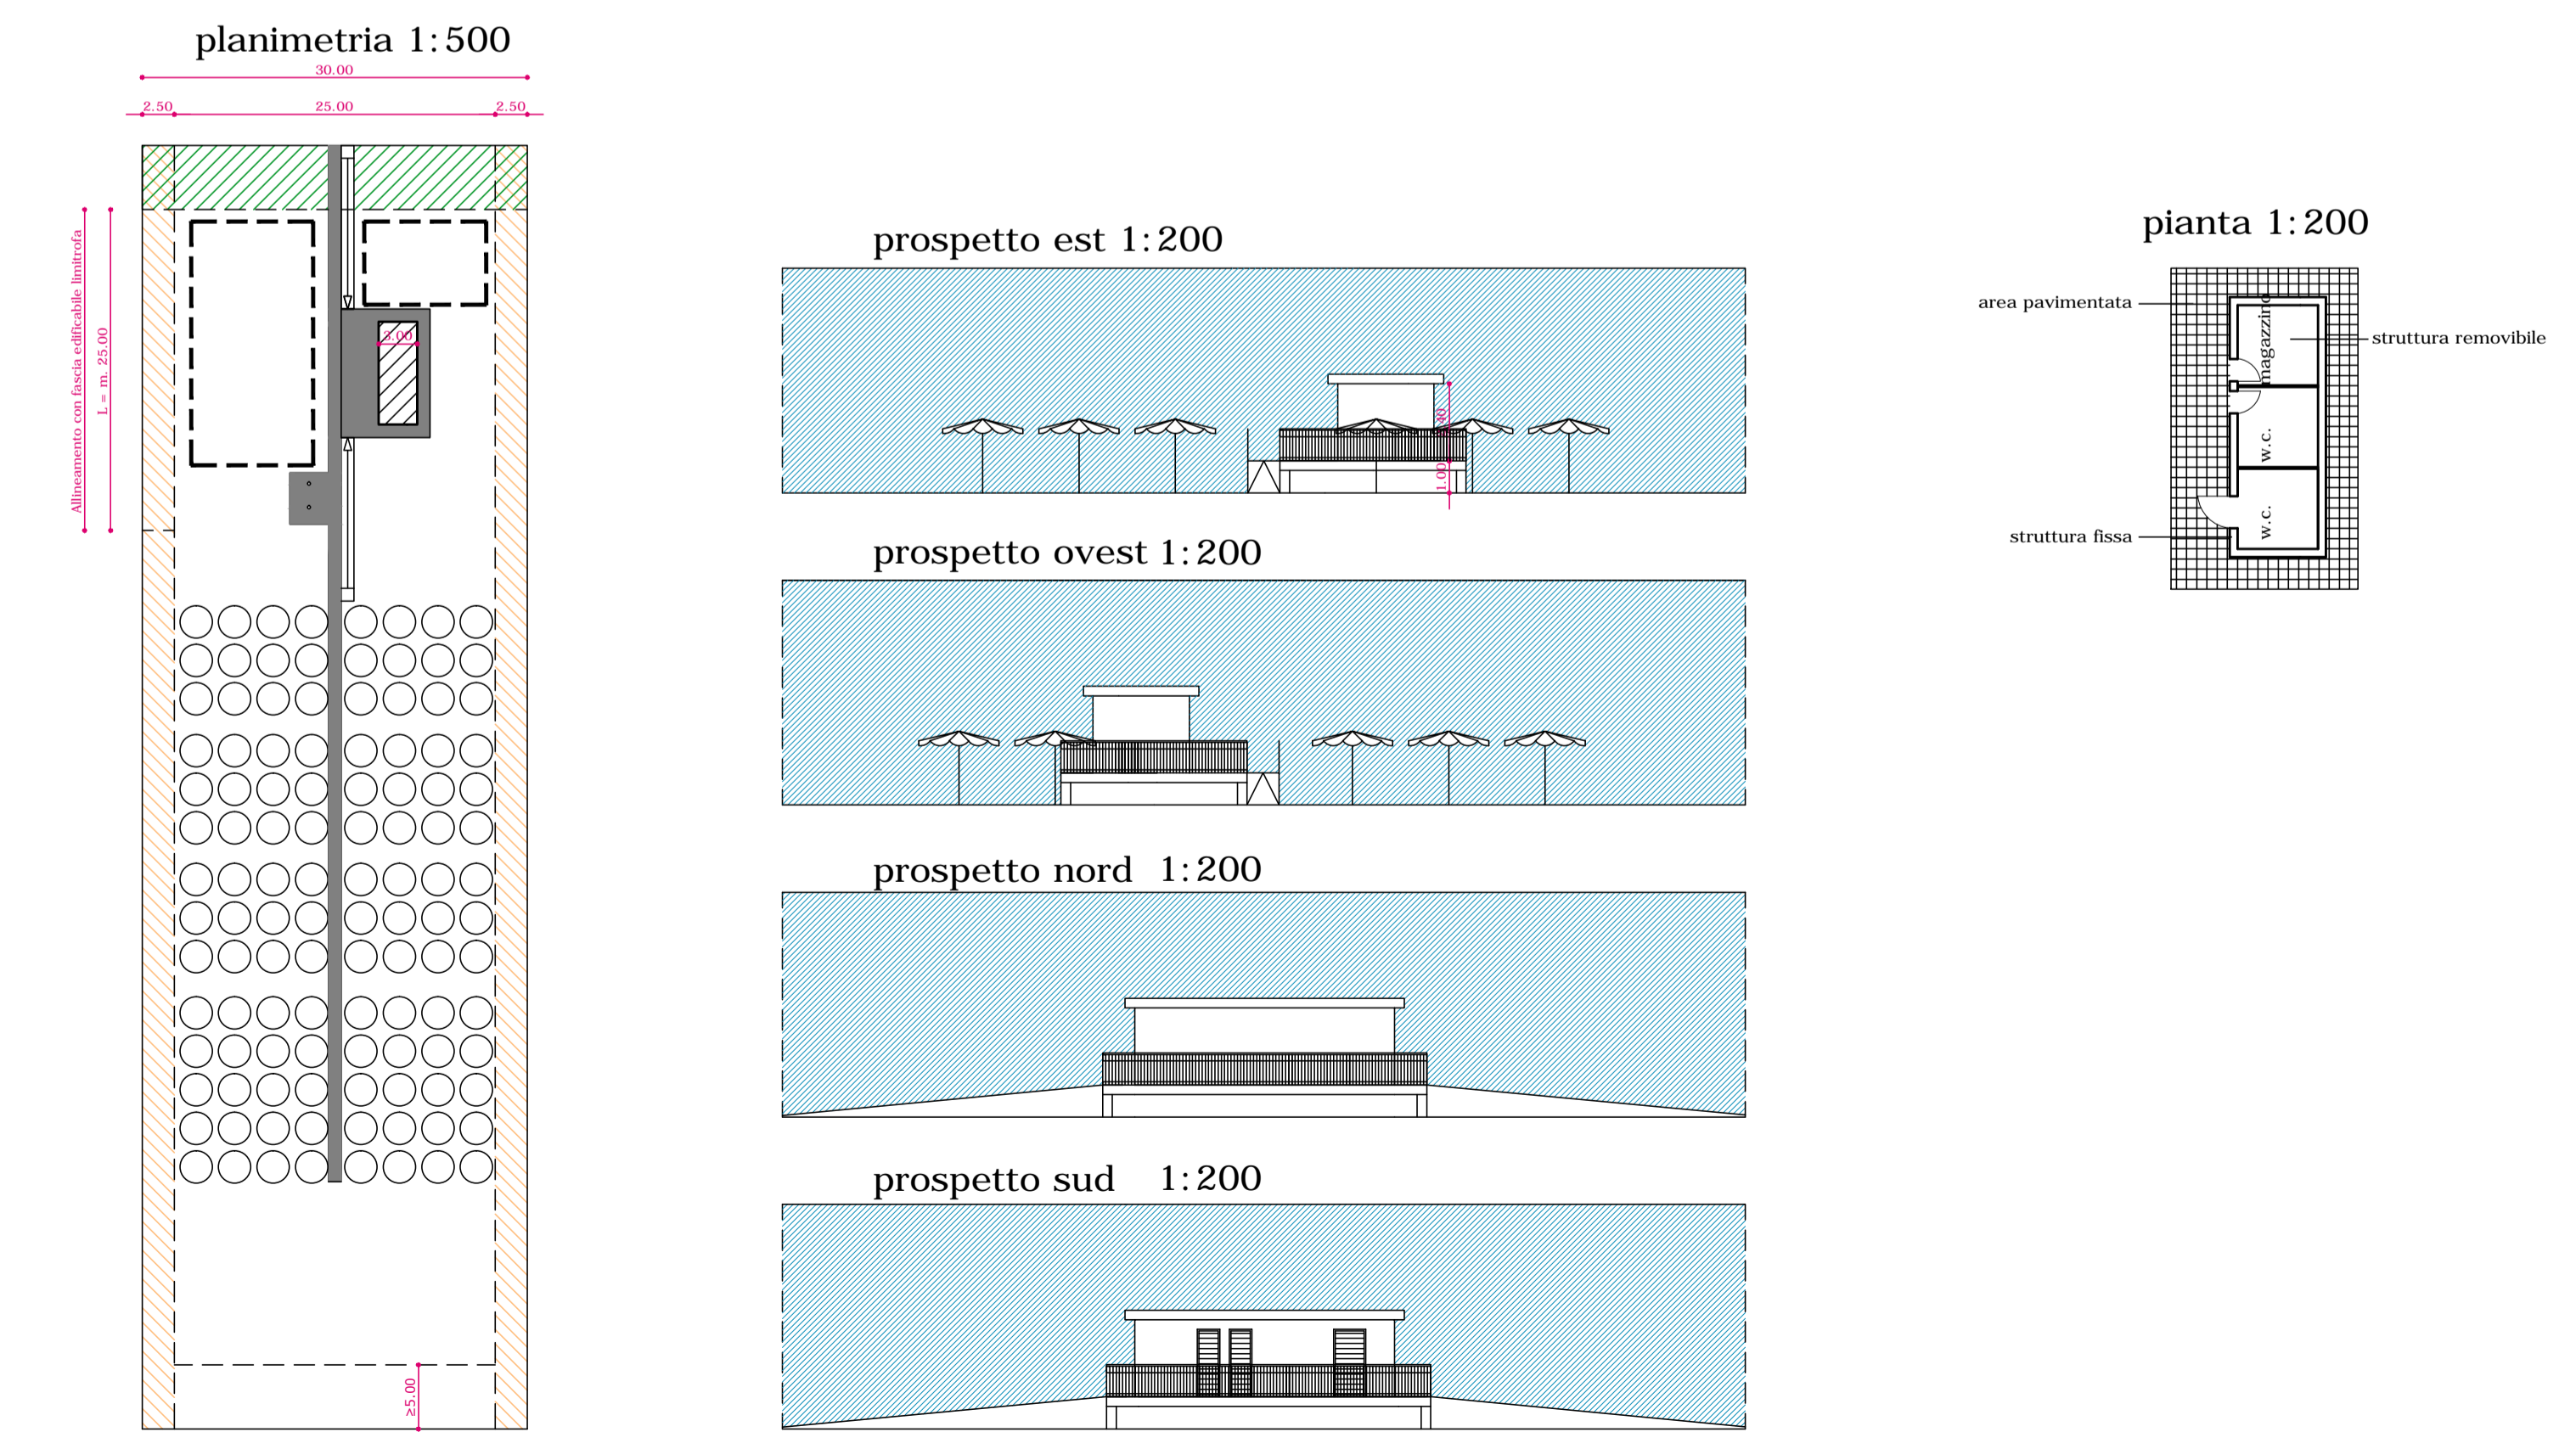 planimetria 1:500
30.00
2.50
25.00
2.50
Allineamento con fascia edificabile limitrofa
L = m. 25.00
3.00
≥5.00
prospetto est 1:200
1.00
prospetto ovest 1:200
prospetto nord 1:200
prospetto sud 1:200
pianta 1:200
area pavimentata
magazzino
struttura removibile
w.c.
w.c.
struttura fissa